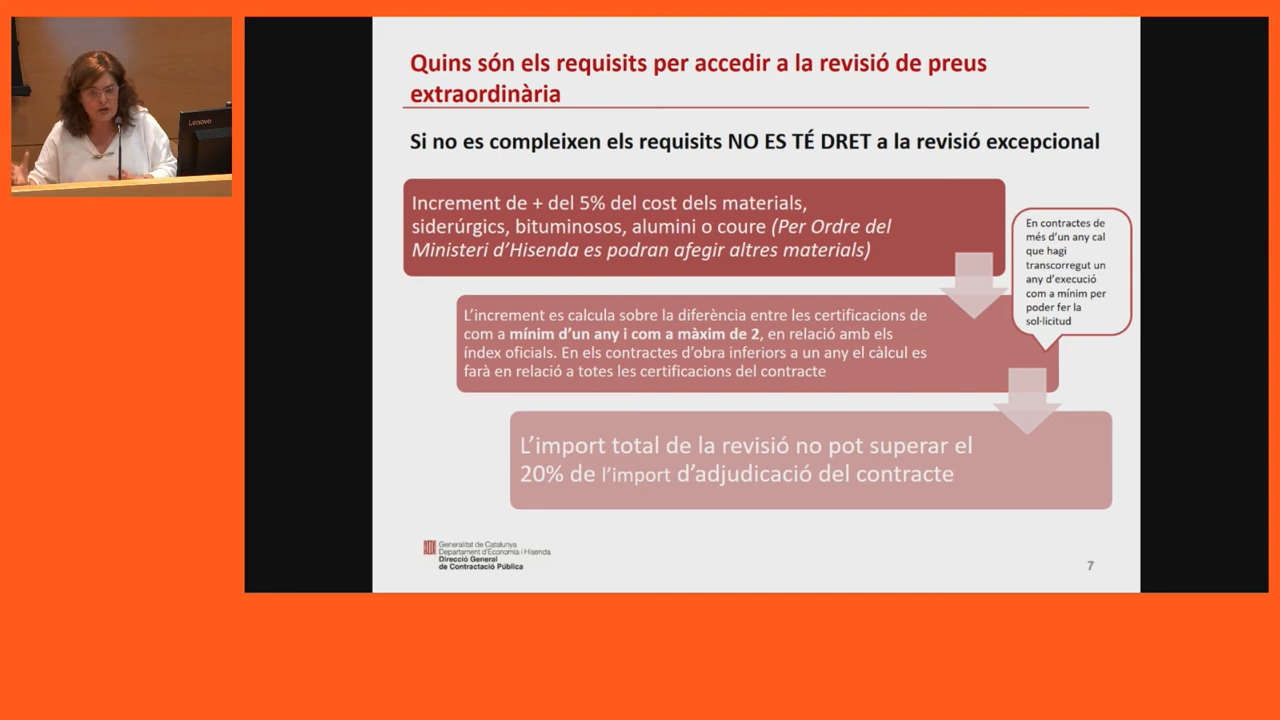 Lenovo
Quins són els requisits per accedir a la revisió de preus
extraordinària
Si no es compleixen els requisits NO ES TÉ DRET a la revisió excepcional
Increment de + del 5% del cost dels materials,
siderúrgics, bituminosos, alumini o coure (Per Ordre del
Ministeri d'Hisenda es podran afegir altres materials)
En contractes de
més d'un any cal
que hagi
transcorregut un
any d'execució
com a mínim per
poder fer la
sol·licitud
L'increment es calcula sobre la diferència entre les certificacions de
com a mínim d'un any i com a màxim de 2, en relació amb els
índex oficials. En els contractes d'obra inferiors a un any el càlcul es
farà en relació a totes les certificacions del contracte
L'import total de la revisió no pot superar el
20% de l'import d'adjudicació del contracte
Generalitat de Catalunya
Departament d'Economia i Hisenda
Direcció General
de Contractació Pública
7